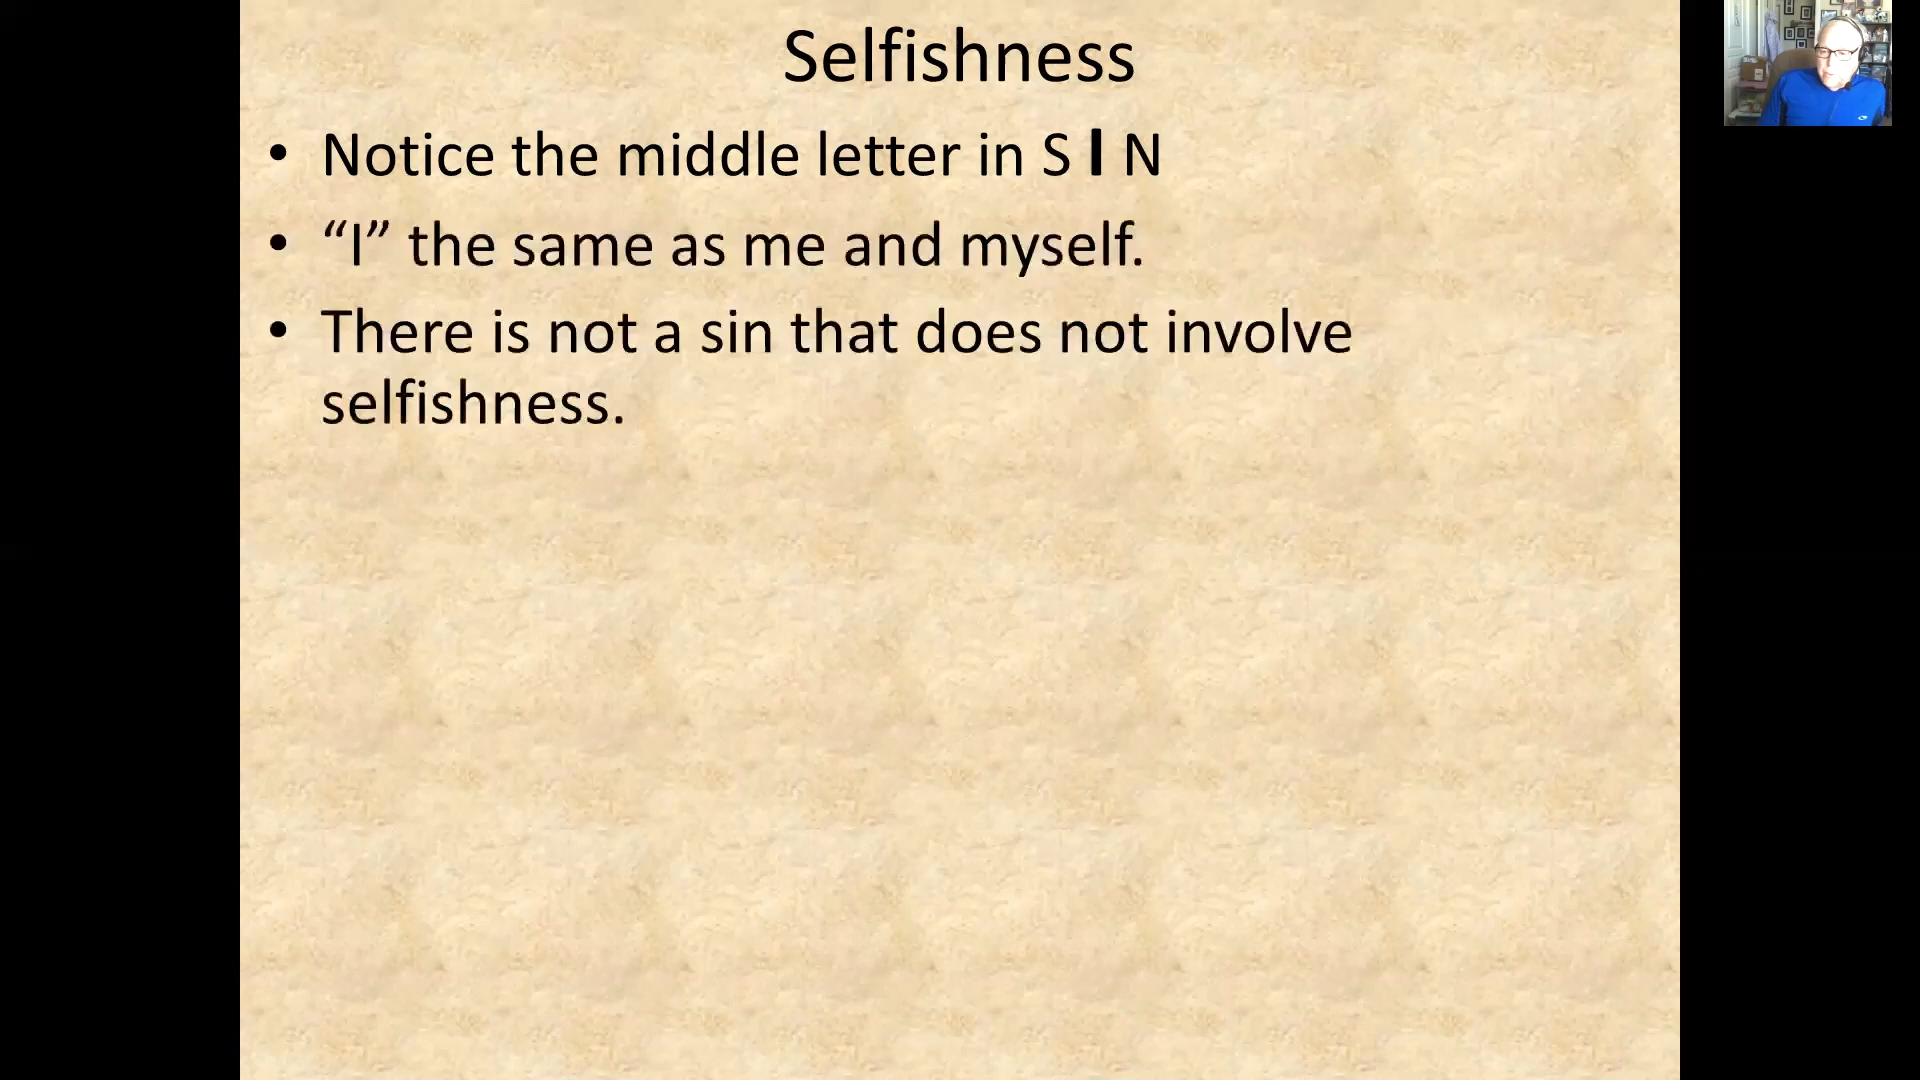 Selfishness
• Notice the middle letter in S I N
• “I” the same as me and myself.
• There is not a sin that does not involve
selfishness.